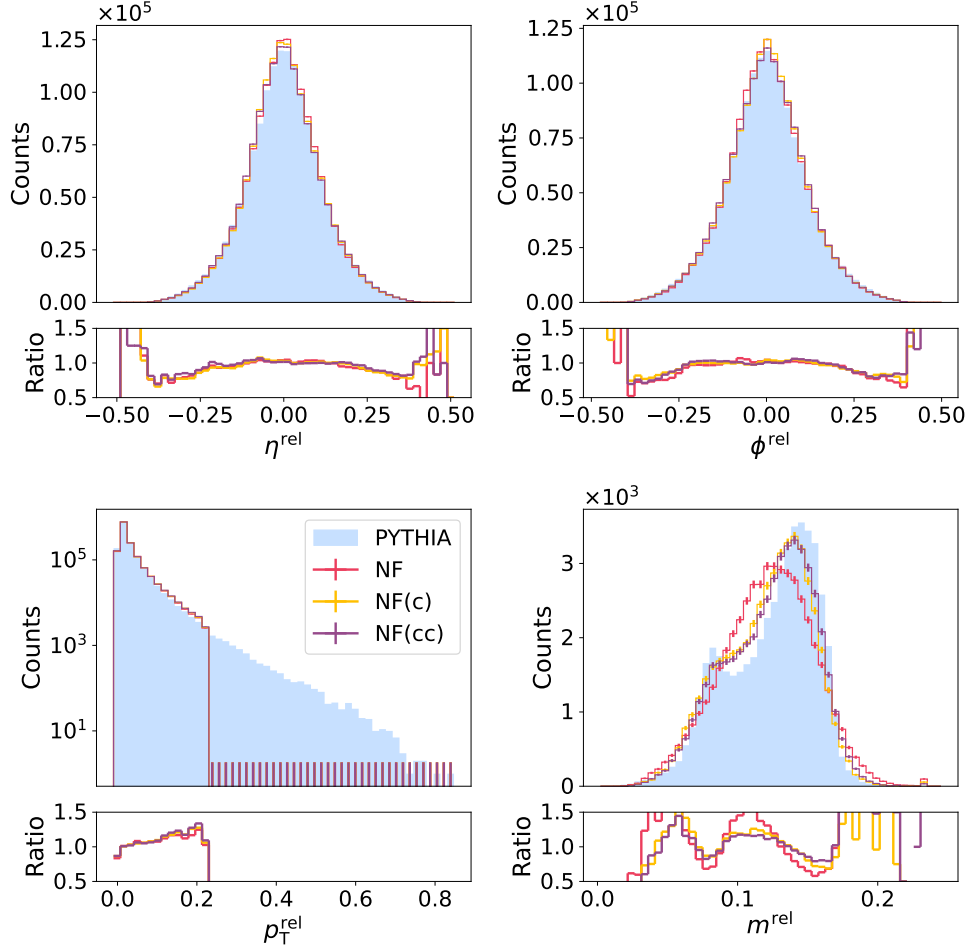 ×10⁵
Counts
1.25
1.00
0.75
0.50
0.25
0.00
Ratio
1.5
1.0
0.5
−0.50 −0.25 0.00 0.25 0.50
η^rel
×10⁵
Counts
1.25
1.00
0.75
0.50
0.25
0.00
Ratio
1.5
1.0
0.5
−0.50 −0.25 0.00 0.25 0.50
ϕ^rel
Counts
10⁵
10³
10¹
PYTHIA
NF
NF(c)
NF(cc)
Ratio
1.5
1.0
0.5
0.0 0.2 0.4 0.6 0.8
p_T^rel
×10³
Counts
3
2
1
0
Ratio
1.5
1.0
0.5
0.0 0.1 0.2
m^rel